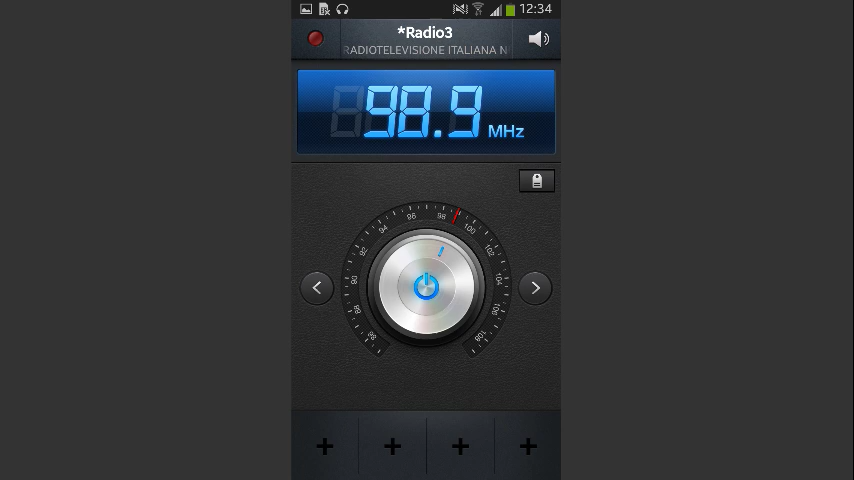 12:34
*Radio3
RADIOTELEVISIONE ITALIANA N
98.9 MHz
86 88 90 92 94 96 98 100 102 104 106 108